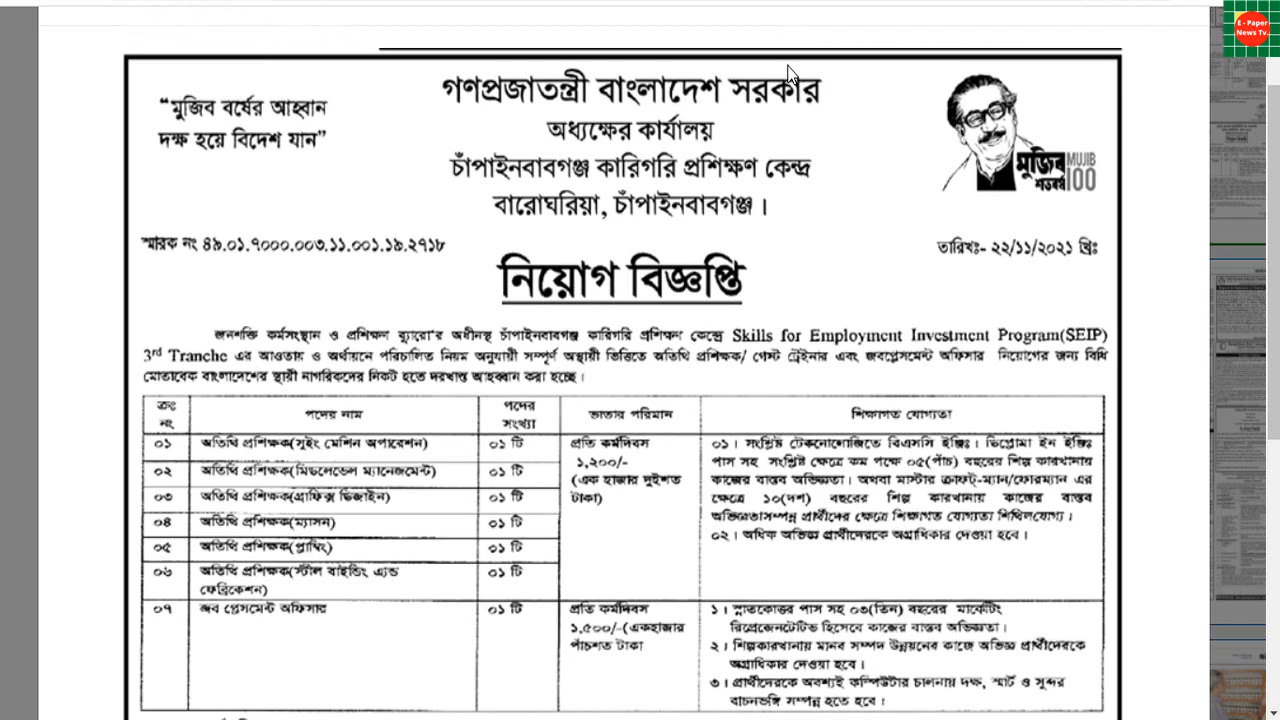 E - Paper
News Tv.
"মুজিব বর্ষের আহ্বান
দক্ষ হয়ে বিদেশ যান"
গণপ্রজাতন্ত্রী বাংলাদেশ সরকার
অধ্যক্ষের কার্যালয়
চাঁপাইনবাবগঞ্জ কারিগরি প্রশিক্ষণ কেন্দ্র
বারোঘরিয়া, চাঁপাইনবাবগঞ্জ।
মুজিব MUJIB
শতবর্ষ 100
স্মারক নং ৪৯.০১.৭০০০.০০৩.১১.০০১.১৯.২৭১৮
তারিখঃ- ২২/১১/২০২১ খ্রিঃ
নিয়োগ বিজ্ঞপ্তি
জনশক্তি কর্মসংস্থান ও প্রশিক্ষণ ব্যুরো'র অধীনস্থ চাঁপাইনবাবগঞ্জ কারিগরি প্রশিক্ষণ কেন্দ্রে Skills for Employment Investment Program(SEIP)
3rd Tranche এর আওতায় ও অর্থায়নে পরিচালিত নিয়ম অনুযায়ী সম্পূর্ণ অস্থায়ী ভিত্তিতে অতিথি প্রশিক্ষক/ গেস্ট ট্রেইনার এবং জবপ্লেসমেন্ট অফিসার নিয়োগের জন্য বিধি
মোতাবেক বাংলাদেশের স্থায়ী নাগরিকদের নিকট হতে দরখাস্ত আহব্বান করা হচ্ছে।
ক্রঃ নং পদের নাম পদের সংখ্যা ভাতার পরিমান শিক্ষাগত যোগ্যতা
০১ অতিথি প্রশিক্ষক(সুইং মেশিন অপারেশন) ০১ টি
০২ অতিথি প্রশিক্ষক(মিডলেভেল ম্যানেজমেন্ট) ০১ টি
০৩ অতিথি প্রশিক্ষক(গ্রাফিক্স ডিজাইন) ০১ টি
০৪ অতিথি প্রশিক্ষক(ম্যাসন) ০১ টি
০৫ অতিথি প্রশিক্ষক(প্লাম্বিং) ০১ টি
০৬ অতিথি প্রশিক্ষক(স্টীল বাইন্ডিং এ্যন্ড ০১ টি
ফেব্রিকেশন)
প্রতি কর্মদিবস
১,২০০/-
(এক হাজার দুইশত
টাকা)
০১। সংশ্লিষ্ট টেকনোলোজিতে বিএসসি ইঞ্জিঃ। ডিপ্লোমা ইন ইঞ্জিঃ
পাস সহ সংশ্লিষ্ট ক্ষেত্রে কম পক্ষে ০৫(পাঁচ) বছরের শিল্প কারখানায়
কাজের বাস্তব অভিজ্ঞতা। অথবা মাস্টার ক্রাফট্-ম্যান/ফোরম্যান এর
ক্ষেত্রে ১০(দশ) বছরের শিল্প কারখানায় কাজের বাস্তব
অভিজ্ঞেতাসম্পন্ন প্রার্থীদের ক্ষেত্রে শিক্ষাগত যোগ্যতা শিথিলযোগ্য।
০২। অধিক অভিজ্ঞ প্রার্থীদেরকে অগ্রাধিকার দেওয়া হবে।
০৭ জব প্লেসমেন্ট অফিসার ০১ টি
প্রতি কর্মদিবস
১,৫০০/-(একহাজার
পাঁচশত টাকা
১। স্নাতকোত্তর পাস সহ ০৩(তিন) বছরের মার্কেটিং
রিপ্রেজেনটেটিভ হিসেবে কাজের বাস্তব অভিজ্ঞতা।
২। শিল্পকারখানায় মানব সম্পদ উন্নয়নের কাজে অভিজ্ঞ প্রার্থীদেরকে
অগ্রাধিকার দেওয়া হবে।
৩। প্রার্থীদেরকে অবশ্যই কম্পিউটার চালনায় দক্ষ, স্মার্ট ও সুন্দর
বাচনভঙ্গি সম্পন্ন হতে হবে।